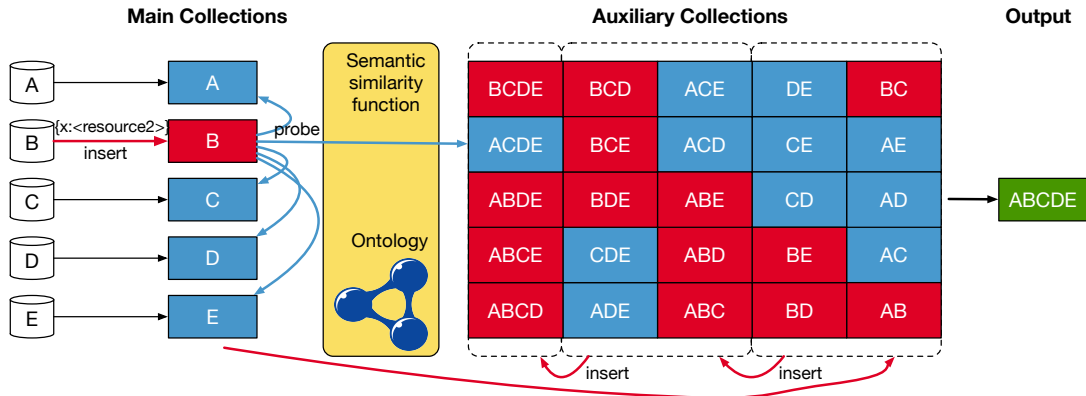 Main Collections
Auxiliary Collections
Output
A
A
Semantic
similarity
function
BCDE
BCD
ACE
DE
BC
B
{x:<resource2>}
insert
B
probe
ACDE
BCE
ACD
CE
AE
C
C
ABDE
BDE
ABE
CD
AD
ABCDE
D
D
Ontology
ABCE
CDE
ABD
BE
AC
E
E
ABCD
ADE
ABC
BD
AB
insert
insert